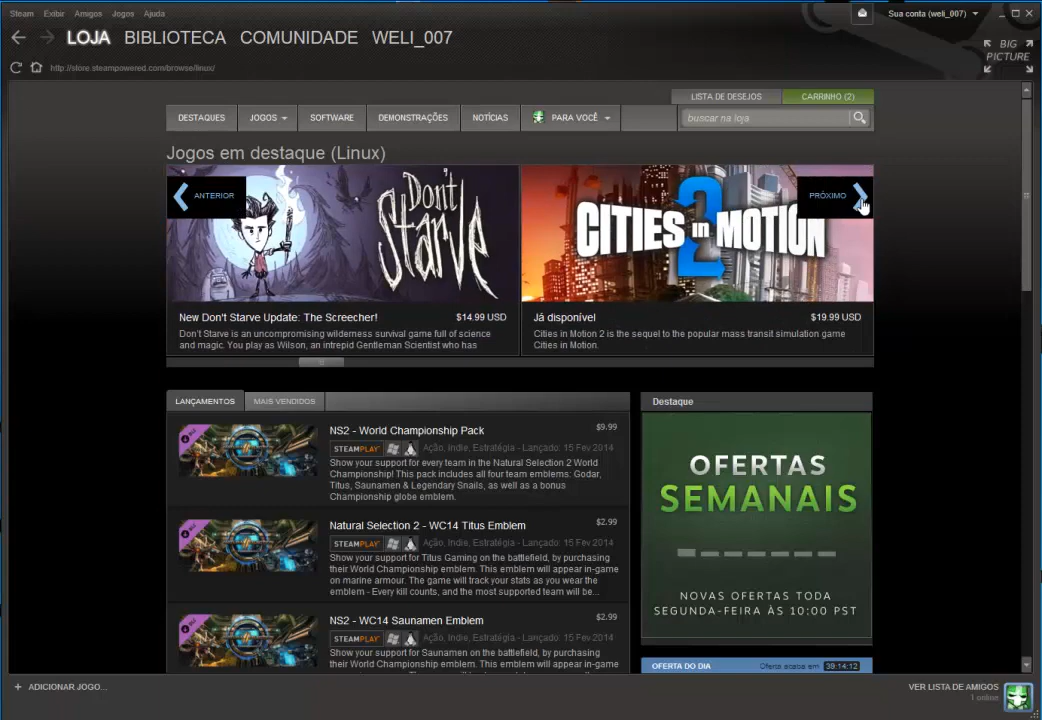 Steam Exibir Amigos Jogos Ajuda
Sua conta (weli_007)
LOJA BIBLIOTECA COMUNIDADE WELI_007
BIG PICTURE
http://store.steampowered.com/browse/linux/
LISTA DE DESEJOS CARRINHO (2)
DESTAQUES JOGOS SOFTWARE DEMONSTRAÇÕES NOTÍCIAS PARA VOCÊ
buscar na loja
Jogos em destaque (Linux)
ANTERIOR
Don't Starve
CITIES in MOTION 2
PRÓXIMO
New Don't Starve Update: The Screecher! $14.99 USD
Don't Starve is an uncompromising wilderness survival game full of science
and magic. You play as Wilson, an intrepid Gentleman Scientist who has
Já disponível $19.99 USD
Cities in Motion 2 is the sequel to the popular mass transit simulation game
Cities in Motion.
LANÇAMENTOS MAIS VENDIDOS
NS2 - World Championship Pack $9.99
STEAMPLAY Ação, Indie, Estratégia - Lançado: 15 Fev 2014
Show your support for every team in the Natural Selection 2 World
Championship! This pack includes all four team emblems: Godar,
Titus, Saunamen & Legendary Snails, as well as a bonus
Championship globe emblem.
Natural Selection 2 - WC14 Titus Emblem $2.99
STEAMPLAY Ação, Indie, Estratégia - Lançado: 15 Fev 2014
Show your support for Titus Gaming on the battlefield, by purchasing
their World Championship emblem. This emblem will appear in-game
on marine armour. The game will track your stats as you wear the
emblem - Every kill counts, and the most supported team will be...
NS2 - WC14 Saunamen Emblem $2.99
STEAMPLAY Ação, Indie, Estratégia - Lançado: 15 Fev 2014
Show your support for Saunamen on the battlefield, by purchasing
their World Championship emblem. This emblem will appear in-game
Destaque
OFERTAS
SEMANAIS
NOVAS OFERTAS TODA
SEGUNDA-FEIRA ÀS 10:00 PST
OFERTA DO DIA Oferta acaba em 39:14:12
+ ADICIONAR JOGO...
VER LISTA DE AMIGOS
1 online